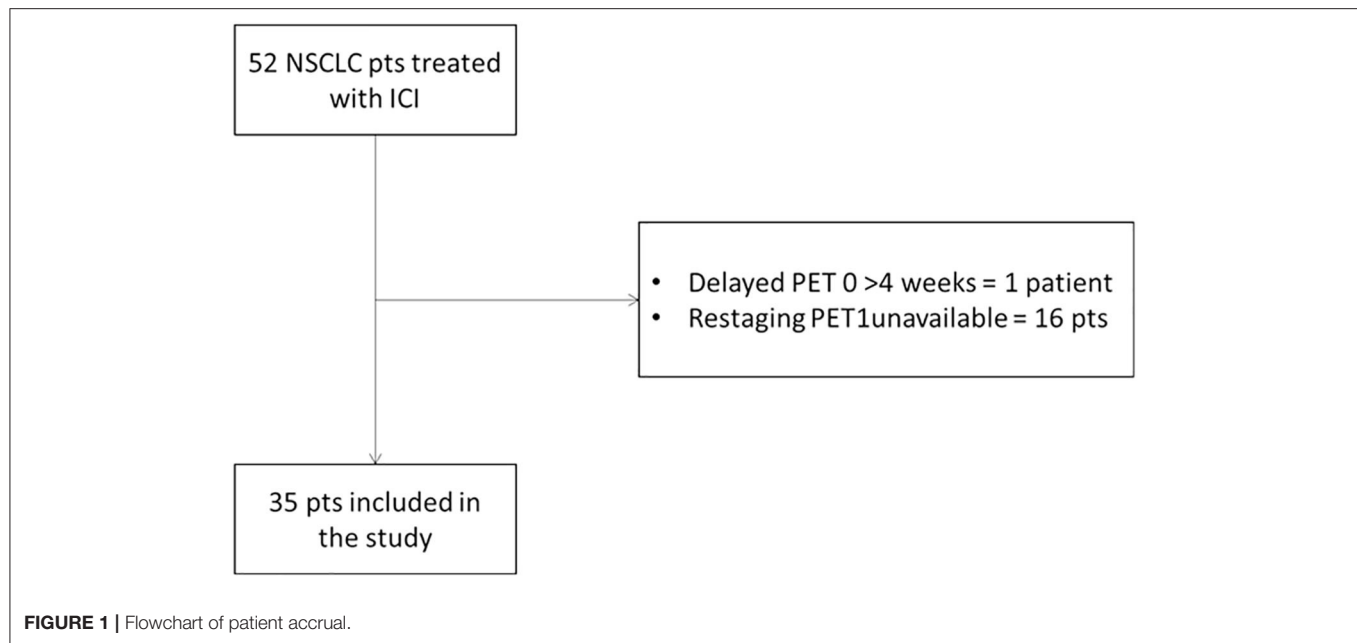 52 NSCLC pts treated
with ICI
• Delayed PET 0 >4 weeks = 1 patient
• Restaging PET1unavailable = 16 pts
35 pts included in
the study
FIGURE 1 | Flowchart of patient accrual.